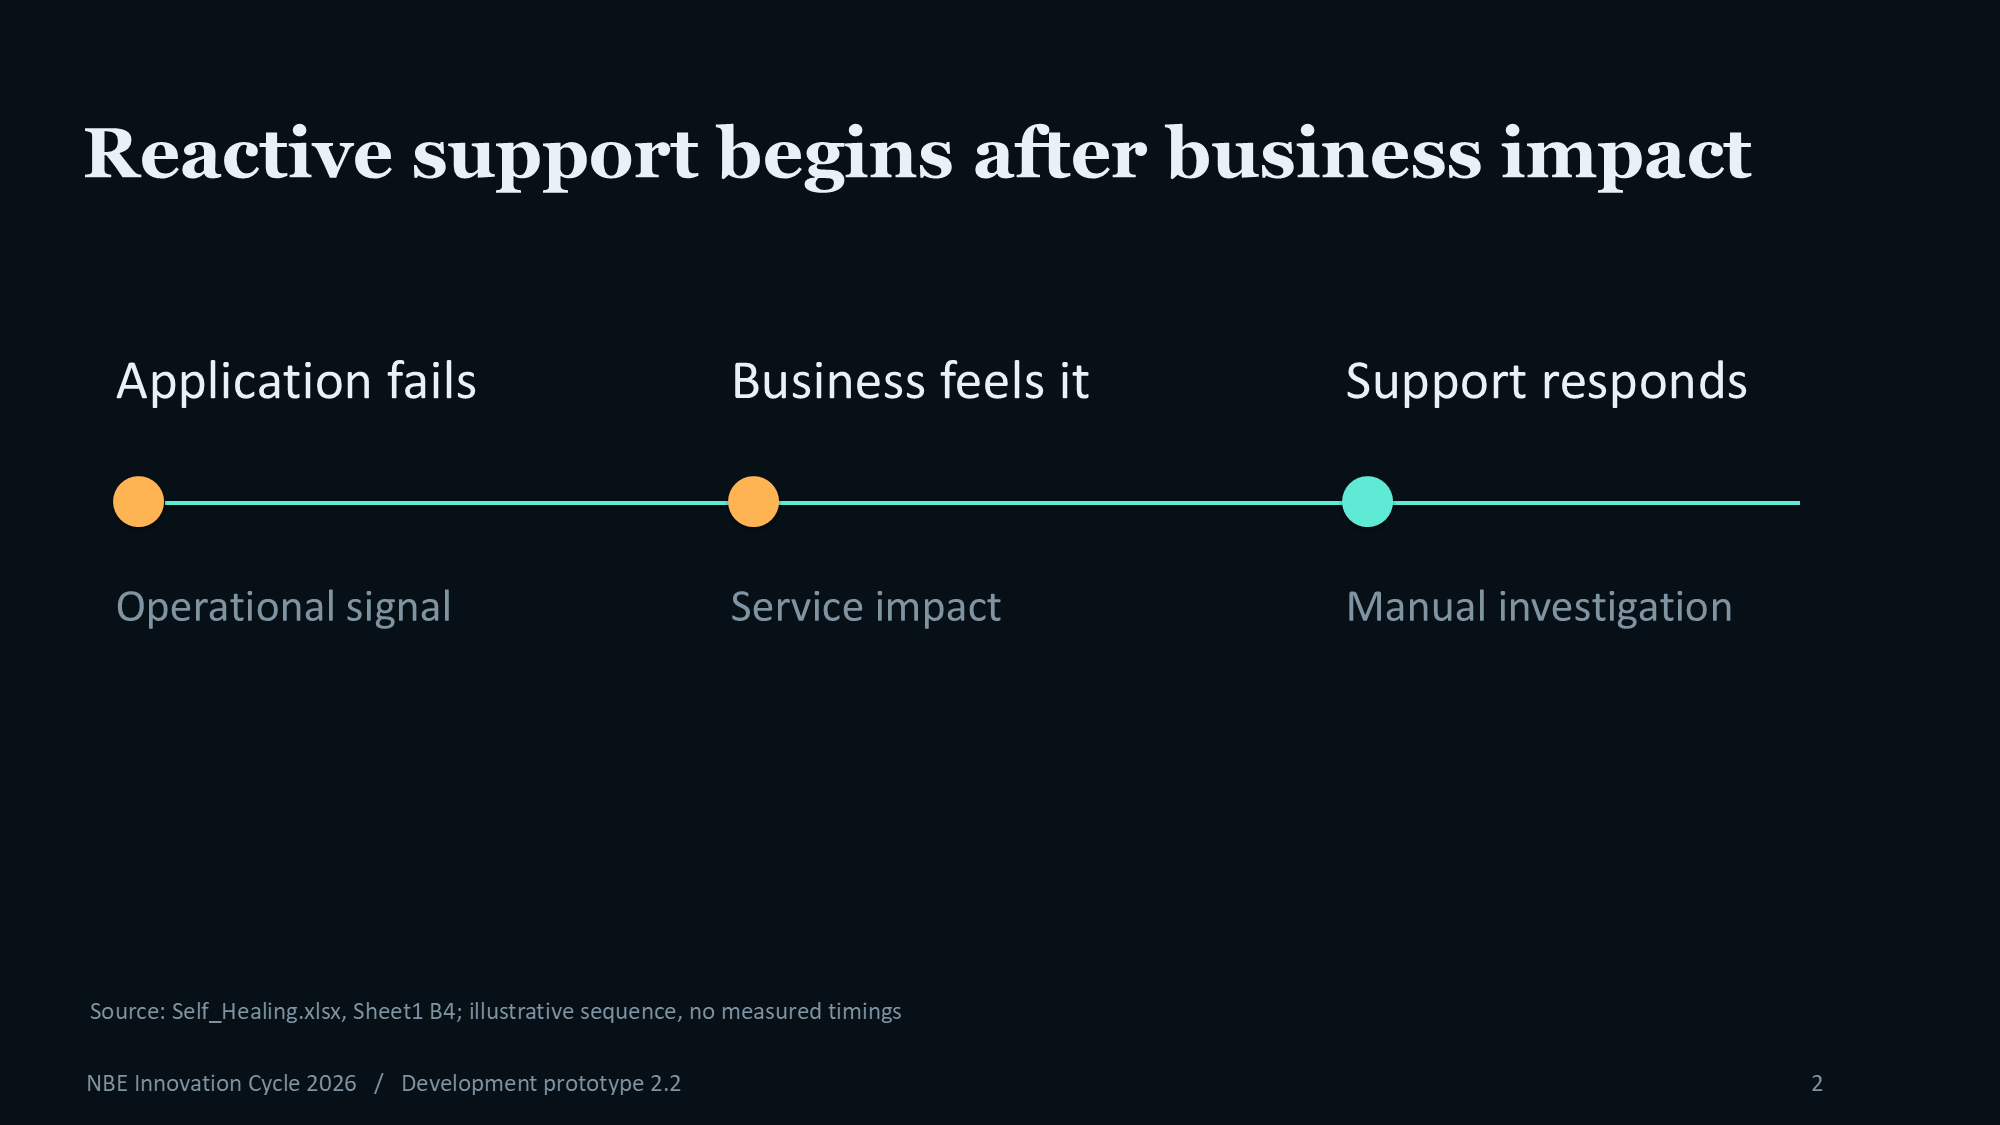 Reactive support begins after business impact
Application fails
Business feels it
Support responds
Operational signal
Service impact
Manual investigation
Source: Self_Healing.xlsx, Sheet1 B4; illustrative sequence, no measured timings
NBE Innovation Cycle 2026 / Development prototype 2.2
2